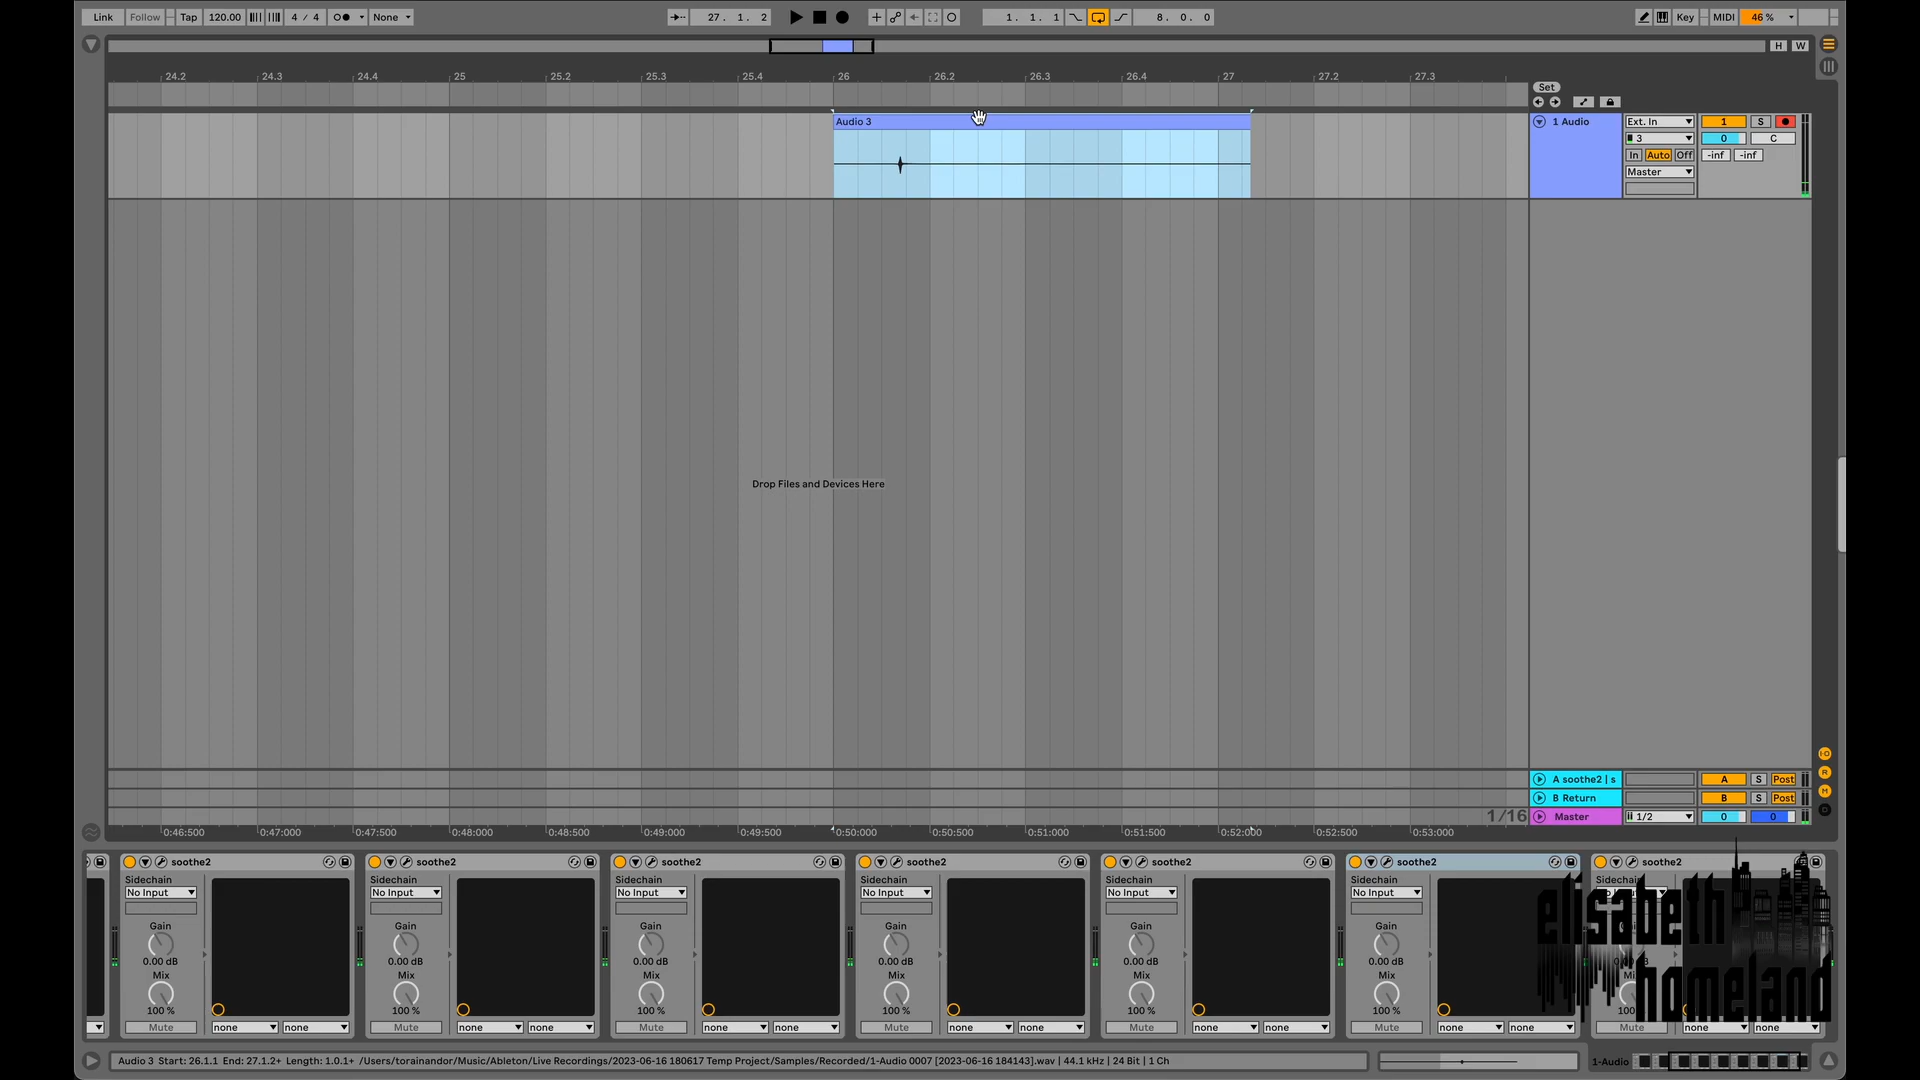 Link Follow Tap 120.00 4 / 4 None 27. 1. 2 1. 1. 1 8. 0. 0 Key MIDI 46 %
H W
24.2 24.3 24.4 25 25.2 25.3 25.4 26 26.2 26.3 26.4 27 27.2 27.3
Set
Audio 3 1 Audio Ext. In 1 S
3 0 C
In Auto Off -inf -inf
Master
Drop Files and Devices Here
A soothe2 | s A S Post
B Return B S Post
1/16 Master 1/2 0 0
0:46:500 0:47:000 0:47:500 0:48:000 0:48:500 0:49:000 0:49:500 0:50:000 0:50:500 0:51:000 0:51:500 0:52:000 0:52:500 0:53:000
soothe2 soothe2 soothe2 soothe2 soothe2 soothe2 soothe2
Sidechain Sidechain Sidechain Sidechain Sidechain Sidechain Sidechain
No Input No Input No Input No Input No Input No Input
elisabeth
Gain Gain Gain Gain Gain Gain
0.00 dB 0.00 dB 0.00 dB 0.00 dB 0.00 dB 0.00 dB
homeland
Mix Mix Mix Mix Mix Mix
100 % 100 % 100 % 100 % 100 % 100 %
Mute none none Mute none none Mute none none Mute none none Mute none none Mute none none Mute none none
Audio 3 Start: 26.1.1 End: 27.1.2+ Length: 1.0.1+ /Users/torainandor/Music/Ableton/Live Recordings/2023-06-16 180617 Temp Project/Samples/Recorded/1-Audio 0007 [2023-06-16 184143].wav | 44.1 kHz | 24 Bit | 1 Ch
1-Audio